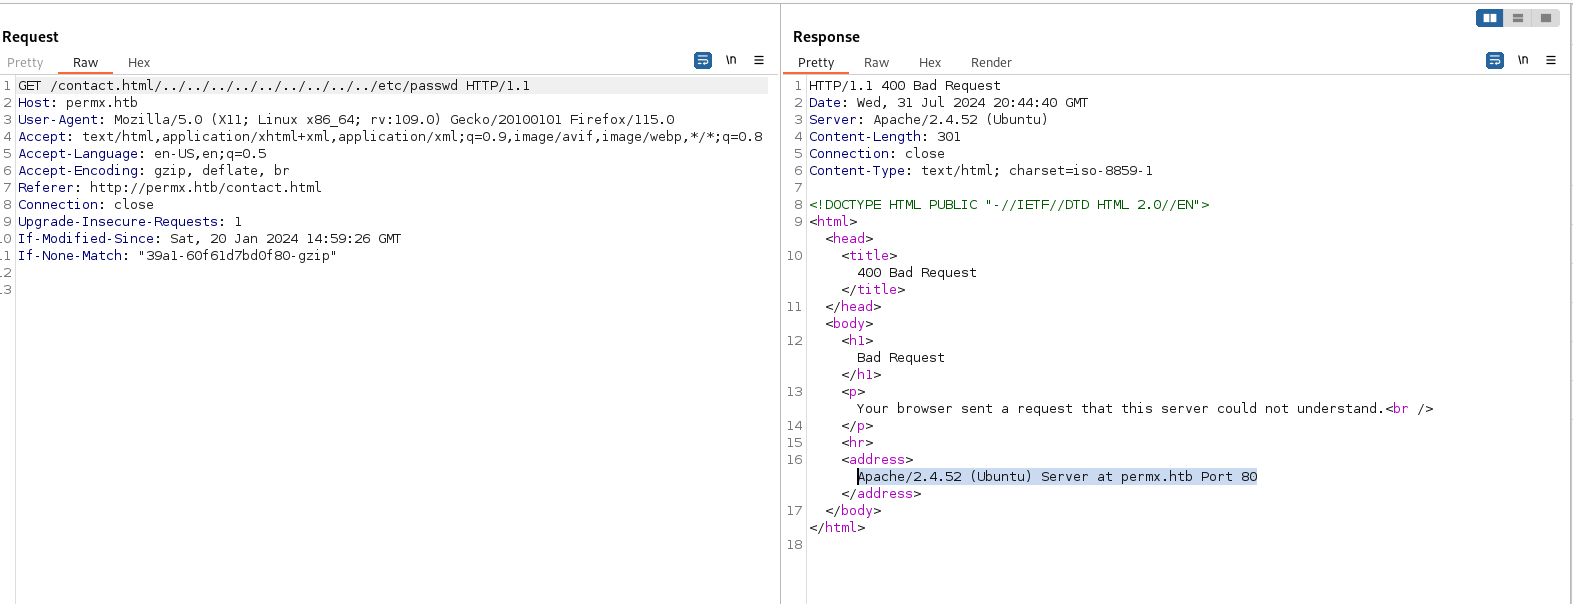 Request
Pretty Raw Hex
\n
1 GET /contact.html/../../../../../../../../../etc/passwd HTTP/1.1
2 Host: permx.htb
3 User-Agent: Mozilla/5.0 (X11; Linux x86_64; rv:109.0) Gecko/20100101 Firefox/115.0
4 Accept: text/html,application/xhtml+xml,application/xml;q=0.9,image/avif,image/webp,*/*;q=0.8
5 Accept-Language: en-US,en;q=0.5
6 Accept-Encoding: gzip, deflate, br
7 Referer: http://permx.htb/contact.html
8 Connection: close
9 Upgrade-Insecure-Requests: 1
10 If-Modified-Since: Sat, 20 Jan 2024 14:59:26 GMT
11 If-None-Match: "39a1-60f61d7bd0f80-gzip"
12
13
Response
Pretty Raw Hex Render
\n
1 HTTP/1.1 400 Bad Request
2 Date: Wed, 31 Jul 2024 20:44:40 GMT
3 Server: Apache/2.4.52 (Ubuntu)
4 Content-Length: 301
5 Connection: close
6 Content-Type: text/html; charset=iso-8859-1
7
8 <!DOCTYPE HTML PUBLIC "-//IETF//DTD HTML 2.0//EN">
9 <html>
<head>
10 <title>
400 Bad Request
</title>
11 </head>
<body>
12 <h1>
Bad Request
</h1>
13 <p>
Your browser sent a request that this server could not understand.<br />
14 </p>
15 <hr>
16 <address>
Apache/2.4.52 (Ubuntu) Server at permx.htb Port 80
</address>
17 </body>
</html>
18